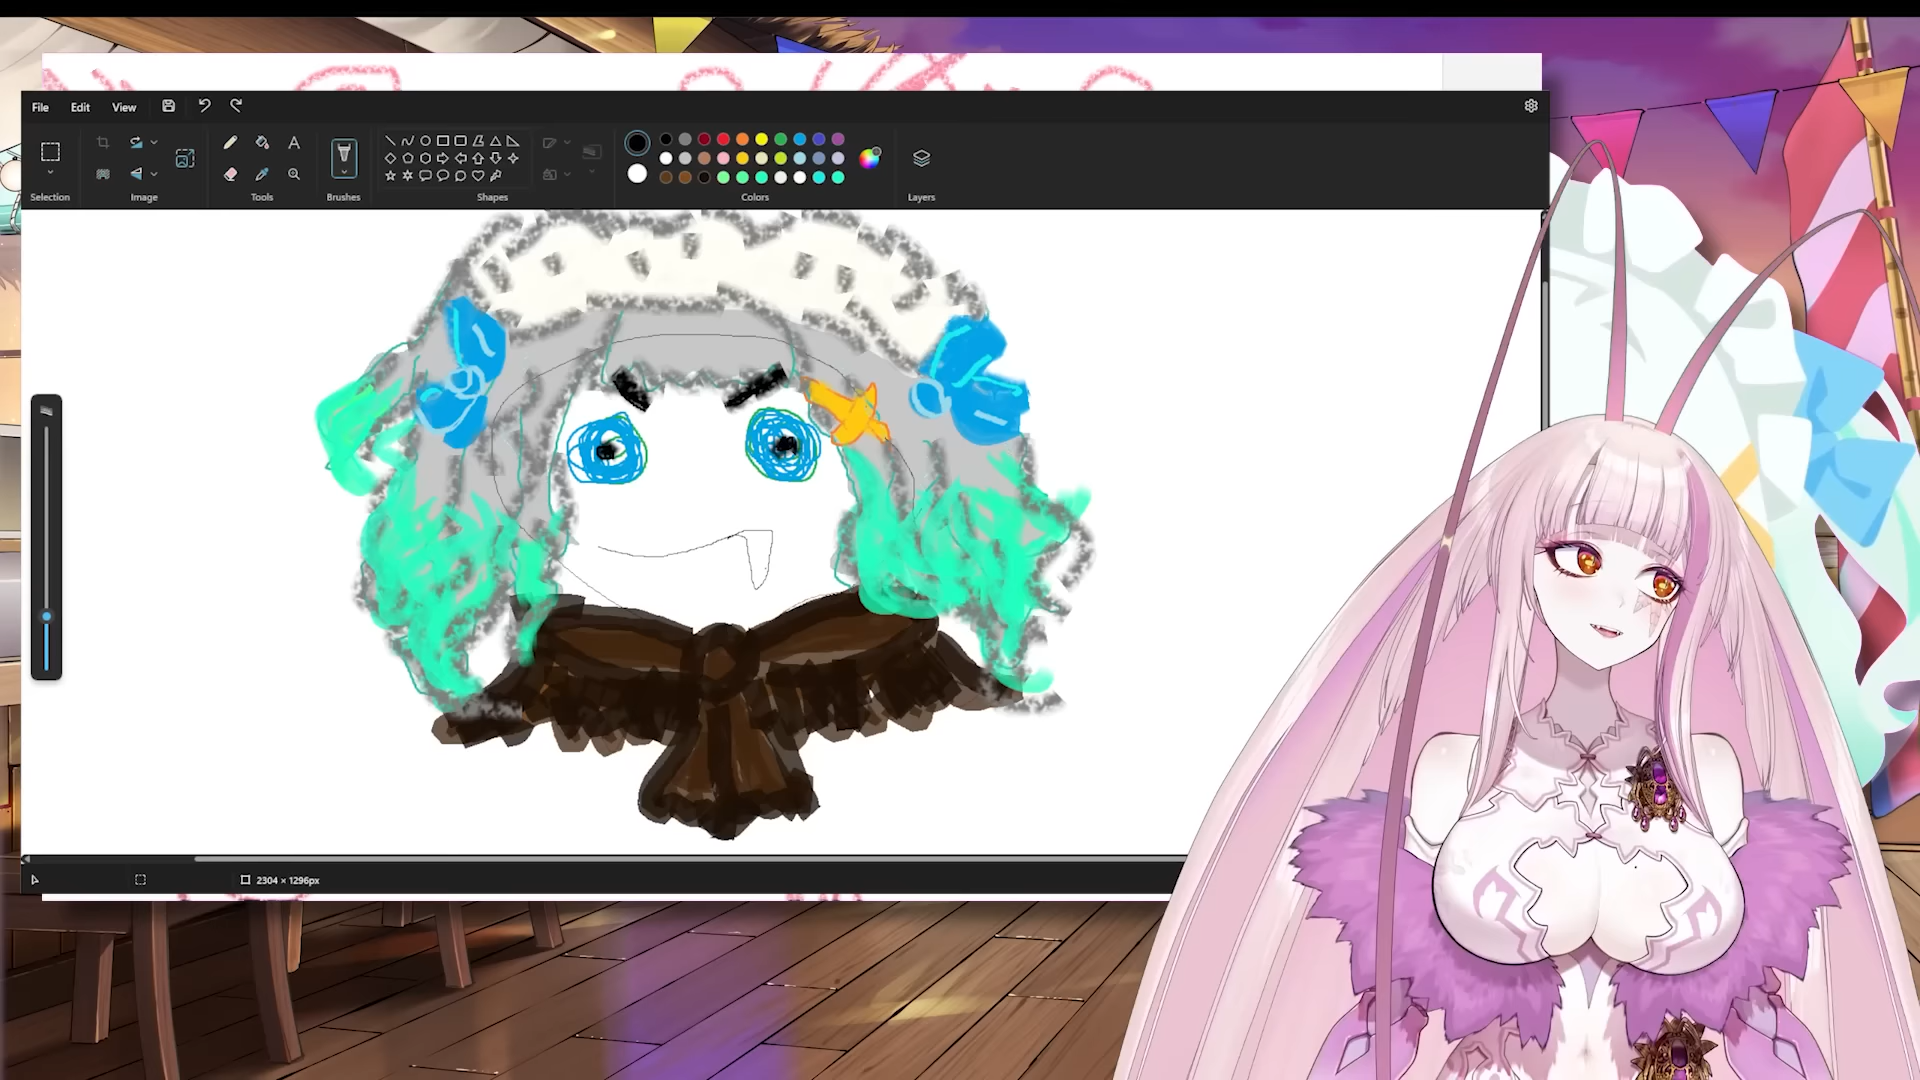 File Edit View
Selection Image Tools Brushes Shapes Colors Layers
2304 × 1296px